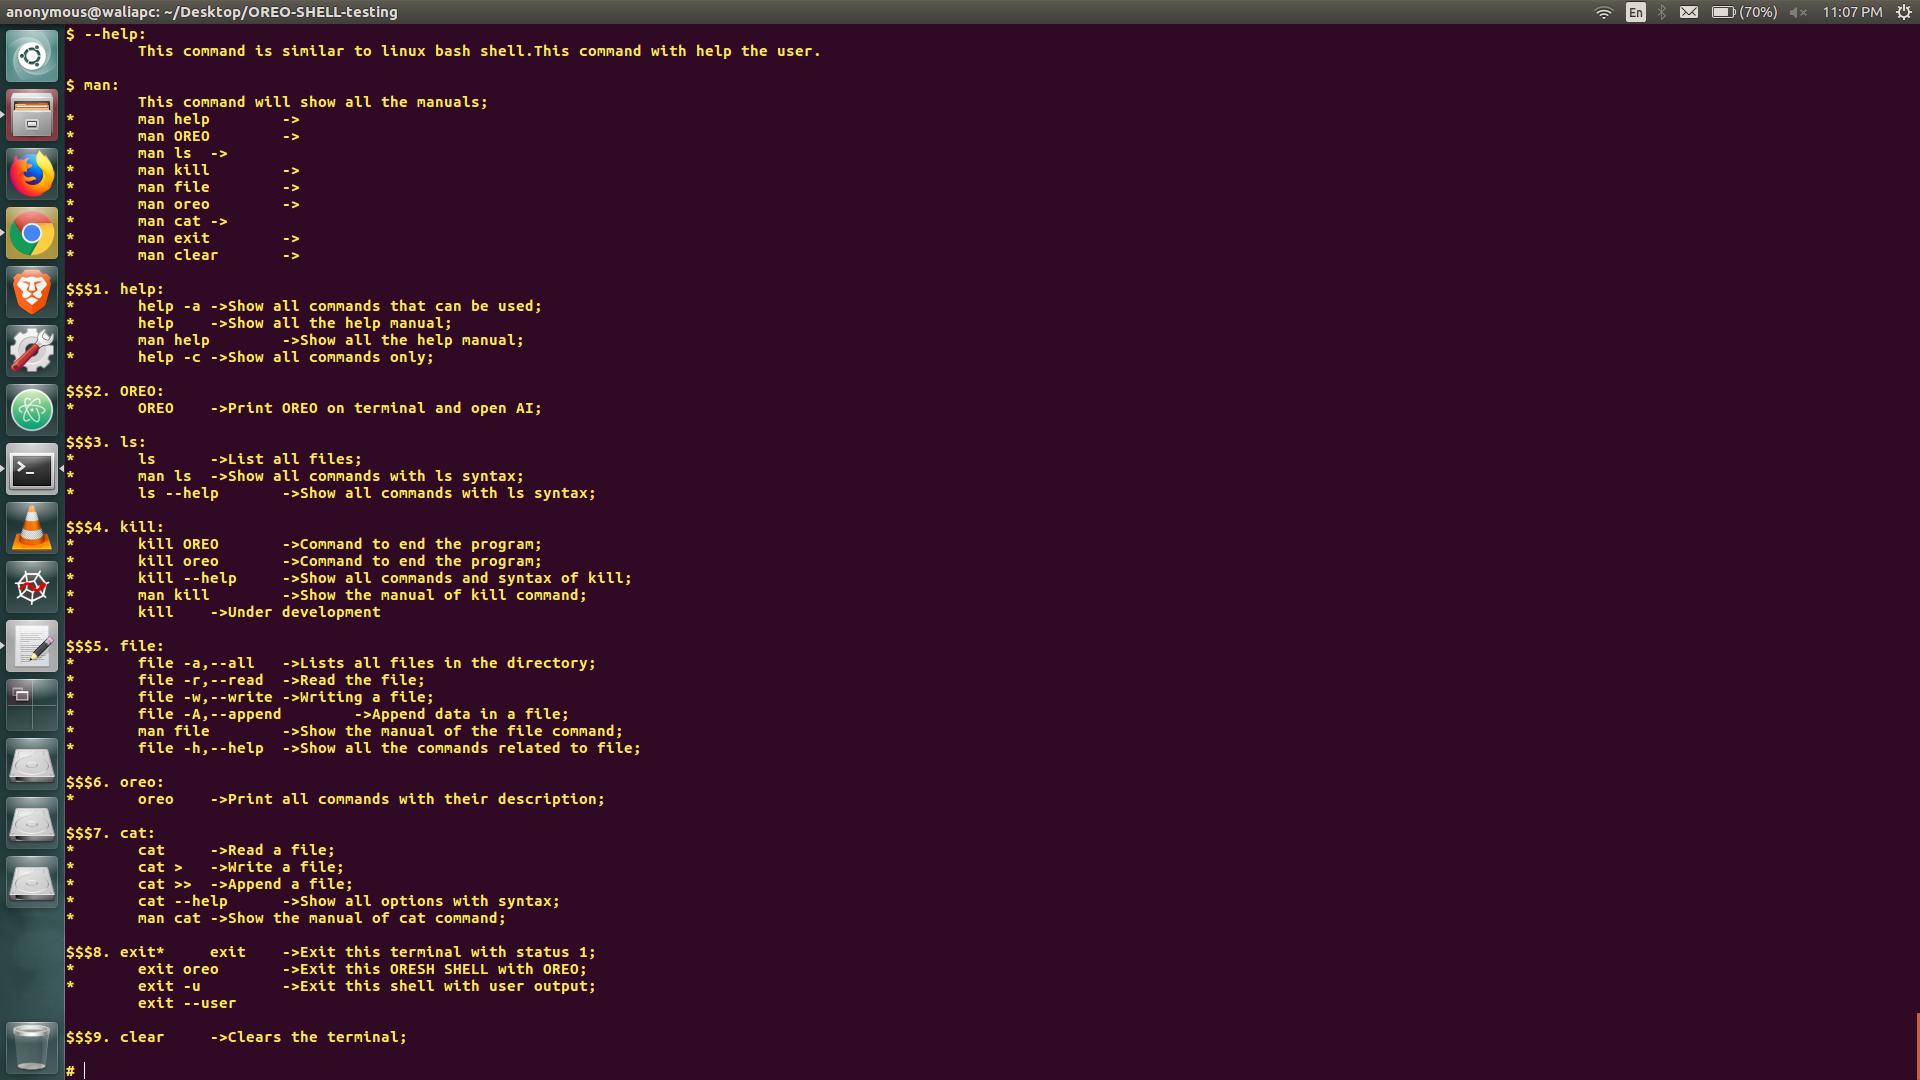 anonymous@waliapc: ~/Desktop/OREO-SHELL-testing En (70%) 11:07 PM
$ --help:
This command is similar to linux bash shell.This command with help the user.
$ man:
This command will show all the manuals;
* man help ->
* man OREO ->
* man ls ->
* man kill ->
* man file ->
* man oreo ->
* man cat ->
* man exit ->
* man clear ->
$$$1. help:
* help -a ->Show all commands that can be used;
* help ->Show all the help manual;
* man help ->Show all the help manual;
* help -c ->Show all commands only;
$$$2. OREO:
* OREO ->Print OREO on terminal and open AI;
$$$3. ls:
* ls ->List all files;
* man ls ->Show all commands with ls syntax;
* ls --help ->Show all commands with ls syntax;
$$$4. kill:
* kill OREO ->Command to end the program;
* kill oreo ->Command to end the program;
* kill --help ->Show all commands and syntax of kill;
* man kill ->Show the manual of kill command;
* kill ->Under development
$$$5. file:
* file -a,--all ->Lists all files in the directory;
* file -r,--read ->Read the file;
* file -w,--write ->Writing a file;
* file -A,--append ->Append data in a file;
* man file ->Show the manual of the file command;
* file -h,--help ->Show all the commands related to file;
$$$6. oreo:
* oreo ->Print all commands with their description;
$$$7. cat:
* cat ->Read a file;
* cat > ->Write a file;
* cat >> ->Append a file;
* cat --help ->Show all options with syntax;
* man cat ->Show the manual of cat command;
$$$8. exit* exit ->Exit this terminal with status 1;
* exit oreo ->Exit this ORESH SHELL with OREO;
* exit -u ->Exit this shell with user output;
exit --user
$$$9. clear ->Clears the terminal;
#